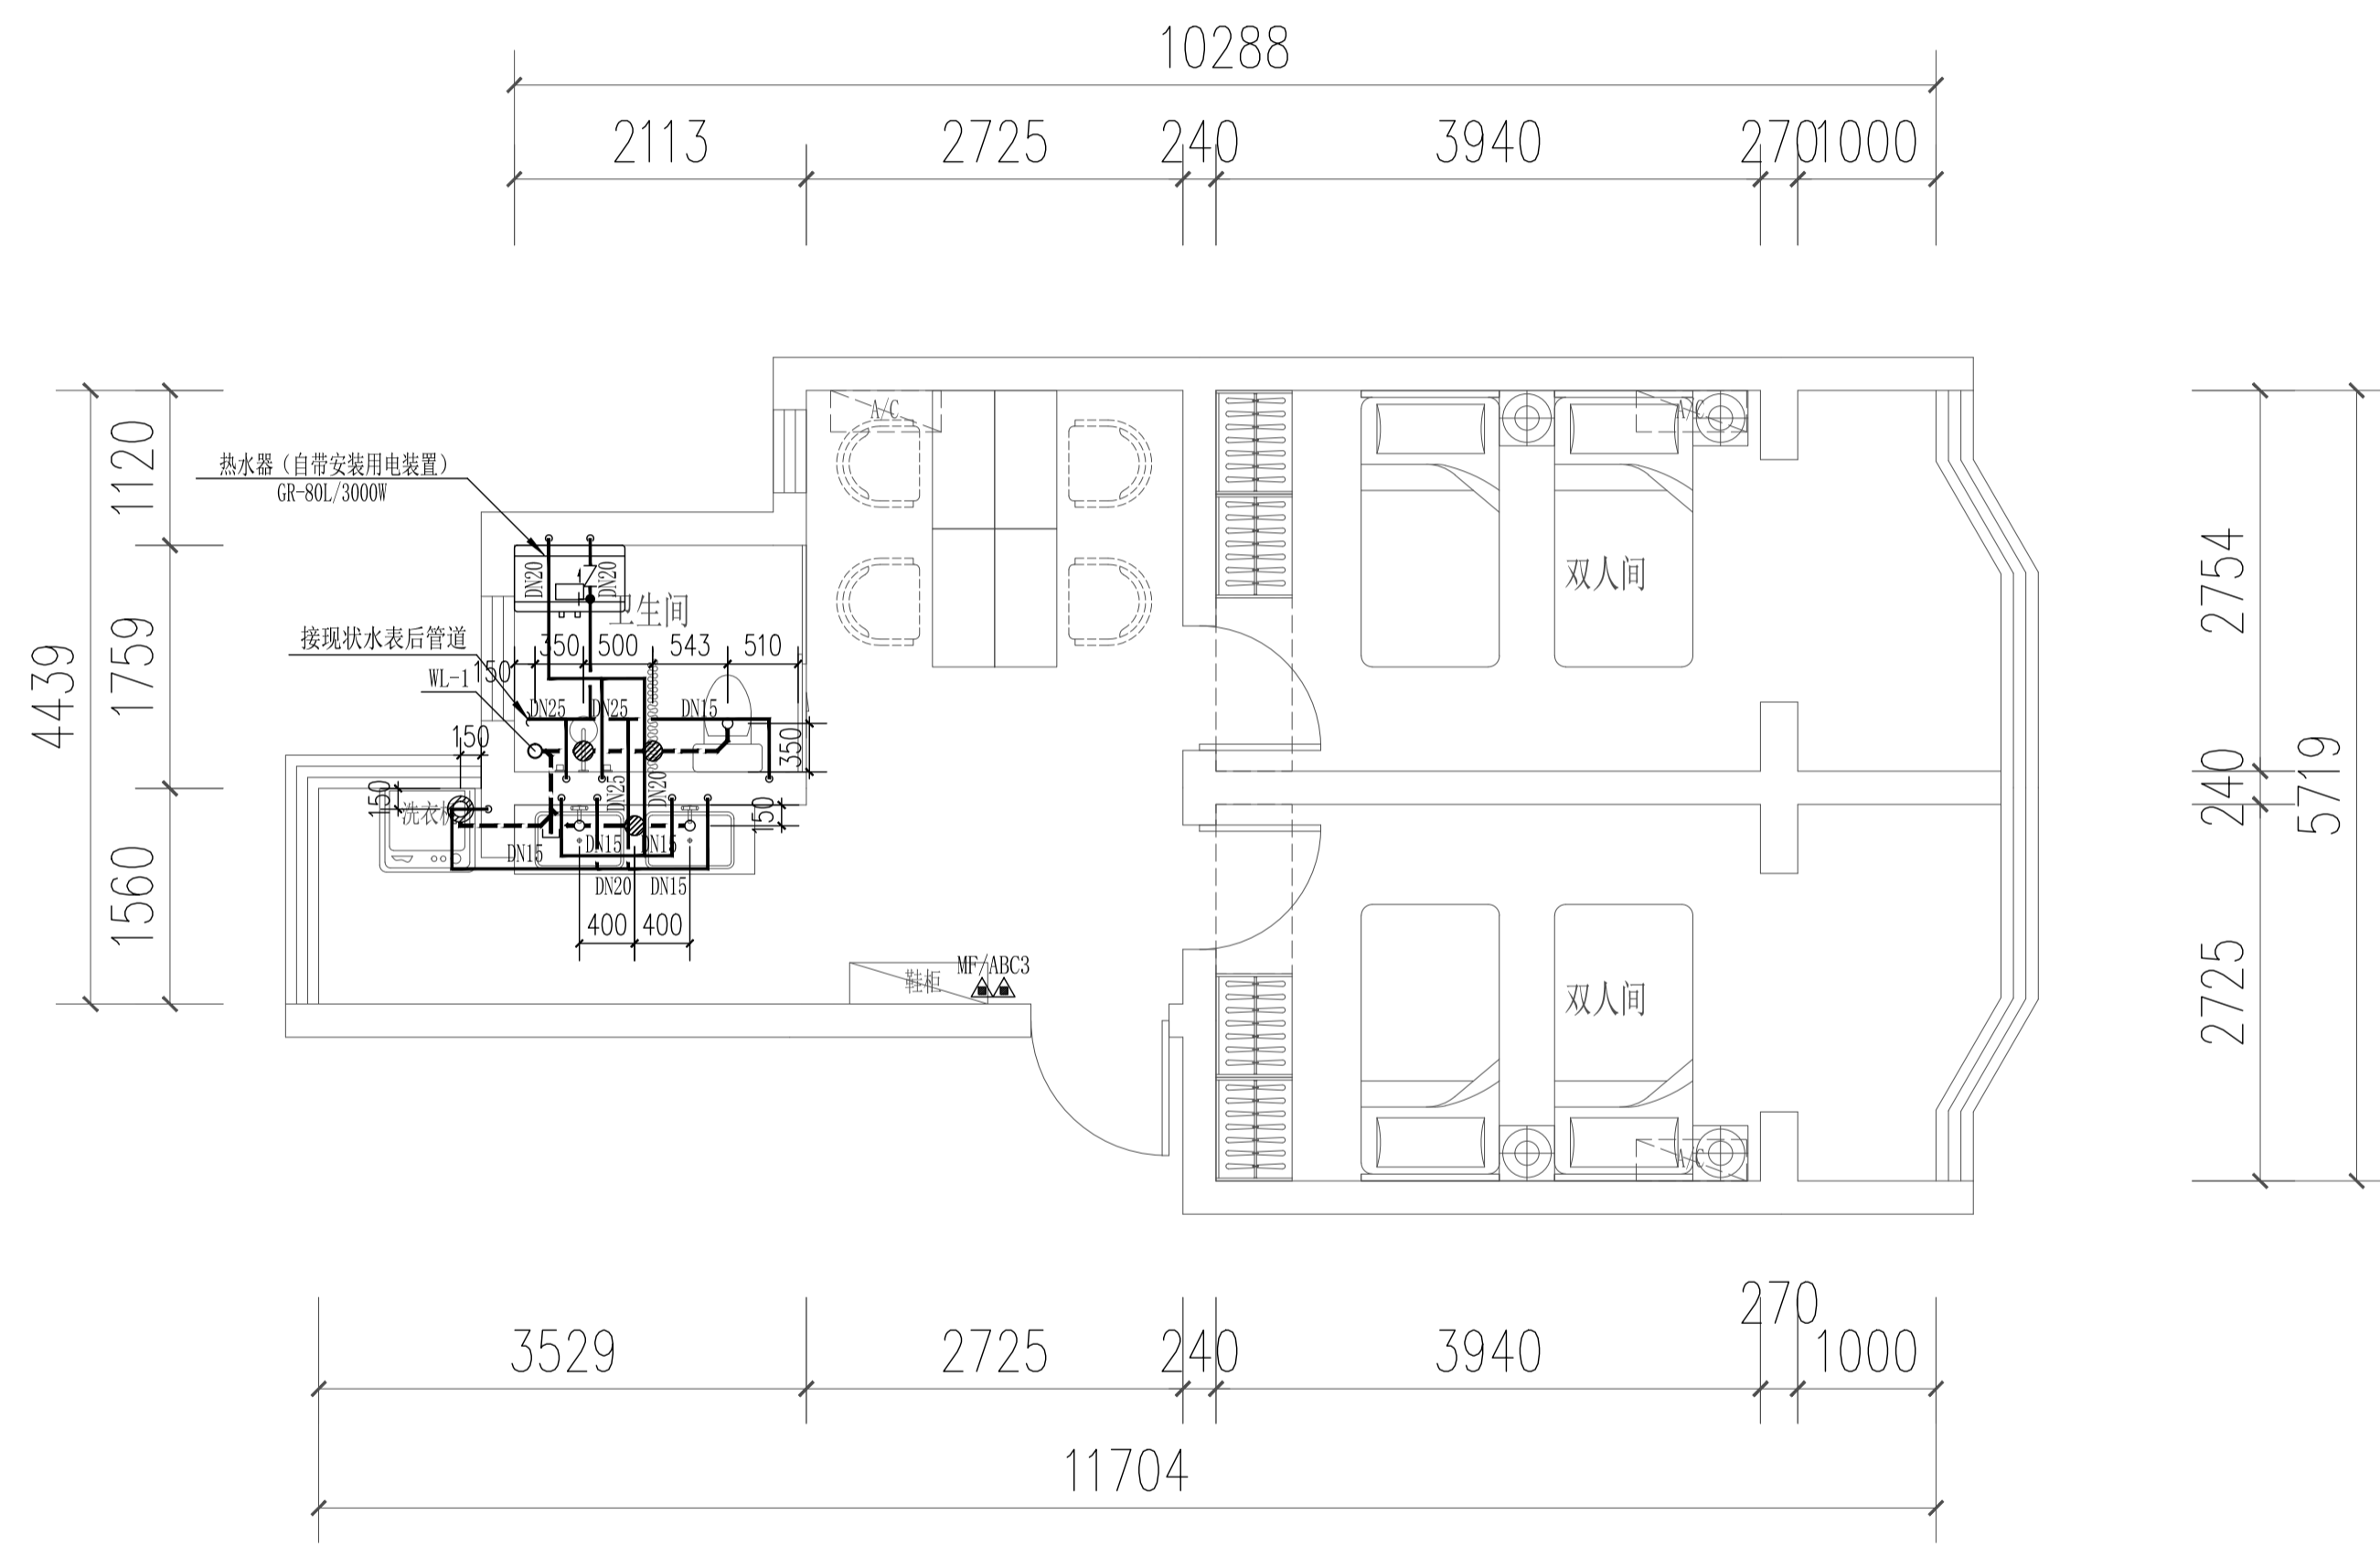 10288
2113
2725
240
3940
270
1000
A/C
A/C
热水器（自带安装用电装置）
GR-80L/3000W
1120
DN20
DN20
双人间
2754
卫生间
接现状水表后管道
350
500
543
510
1759
4439
WL-1
150
DN25
DN25
DN15
150
350
240
5719
DN25
DN20
150
洗衣机
150
DN15
DN15
DN15
DN20
DN15
1560
400
400
鞋柜
MF/ABC3
双人间
2725
A/C
270
3529
2725
240
3940
1000
11704